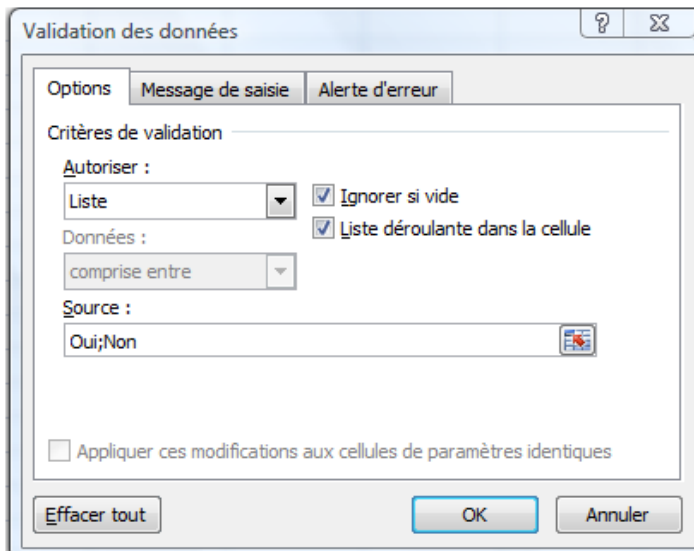 Validation des données
Options Message de saisie Alerte d'erreur
Critères de validation
Autoriser :
Liste
Ignorer si vide
Liste déroulante dans la cellule
Données :
comprise entre
Source :
Oui;Non
Appliquer ces modifications aux cellules de paramètres identiques
Effacer tout OK Annuler